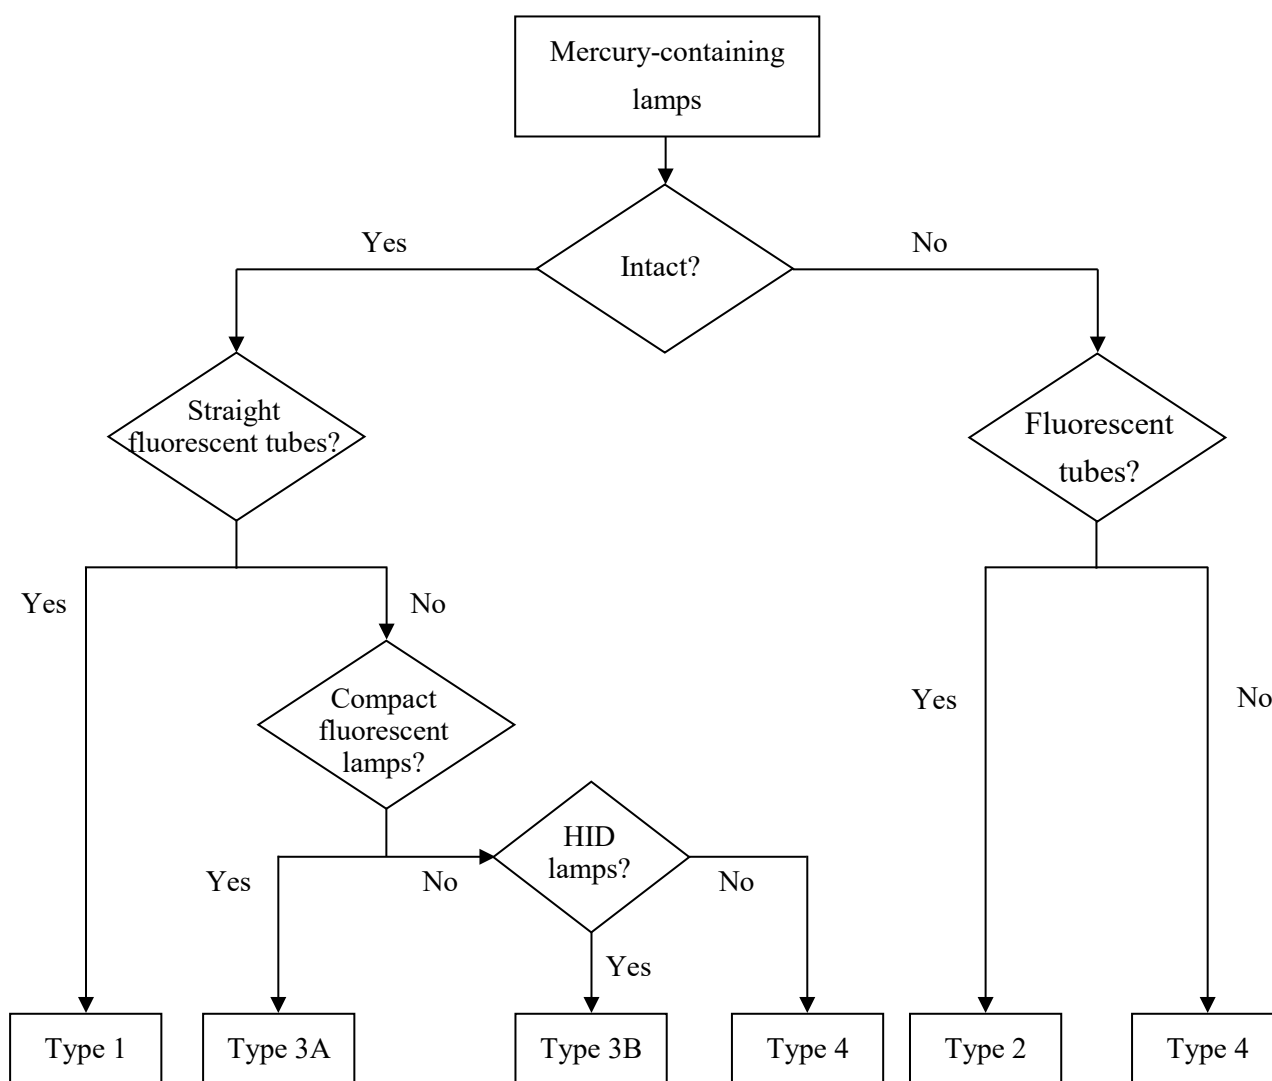 Mercury-containing
lamps
Yes
No
Intact?
Straight
fluorescent tubes?
Fluorescent
tubes?
Yes
No
Compact
fluorescent
lamps?
Yes
No
HID
lamps?
Yes
No
No
Yes
Type 1
Type 3A
Type 3B
Type 4
Type 2
Type 4